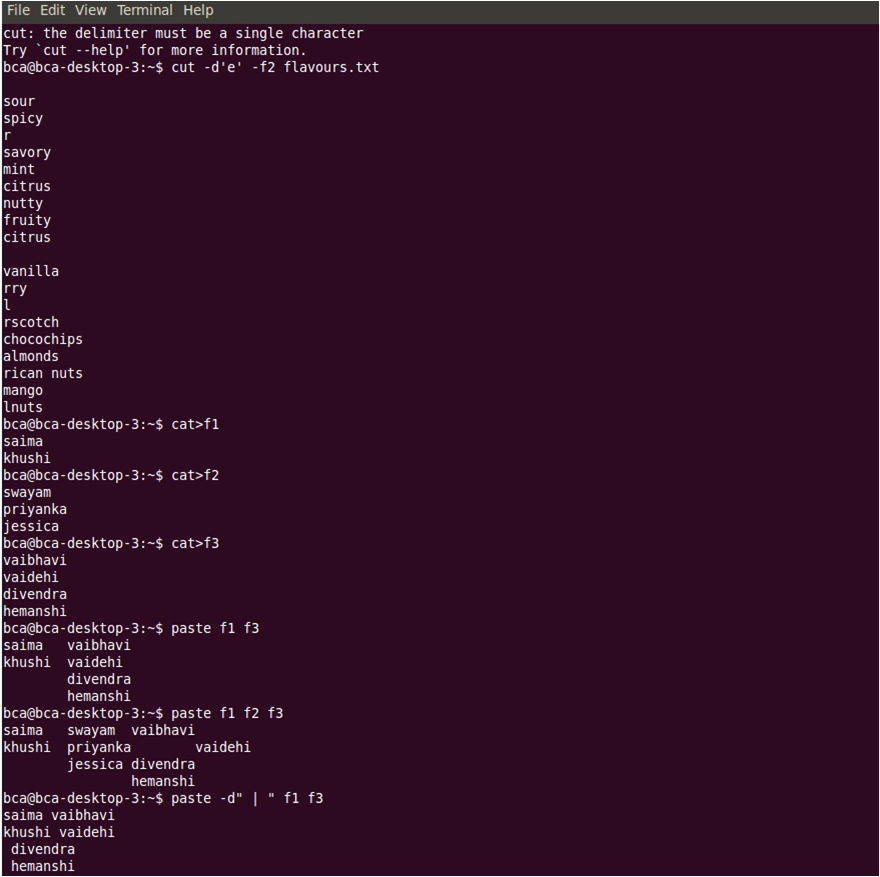 File Edit View Terminal Help
cut: the delimiter must be a single character
Try `cut --help' for more information.
bca@bca-desktop-3:~$ cut -d'e' -f2 flavours.txt

sour
spicy
r
savory
mint
citrus
nutty
fruity
citrus

vanilla
rry
l
rscotch
chocochips
almonds
rican nuts
mango
lnuts
bca@bca-desktop-3:~$ cat>f1
saima
khushi
bca@bca-desktop-3:~$ cat>f2
swayam
priyanka
jessica
bca@bca-desktop-3:~$ cat>f3
vaibhavi
vaidehi
divendra
hemanshi
bca@bca-desktop-3:~$ paste f1 f3
saima   vaibhavi
khushi  vaidehi
        divendra
        hemanshi
bca@bca-desktop-3:~$ paste f1 f2 f3
saima   swayam  vaibhavi
khushi  priyanka        vaidehi
        jessica divendra
                hemanshi
bca@bca-desktop-3:~$ paste -d" | " f1 f3
saima vaibhavi
khushi vaidehi
 divendra
 hemanshi